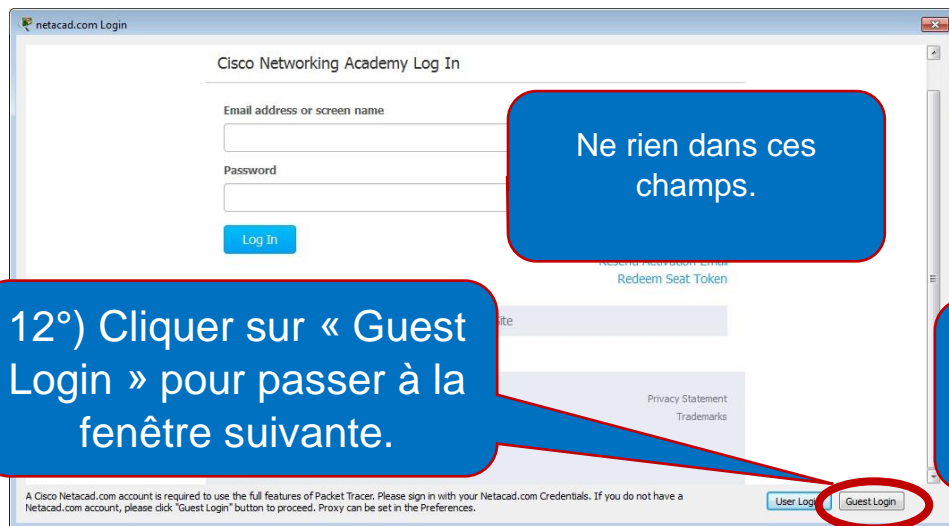 netacad.com Login
Cisco Networking Academy Log In
Email address or screen name
Password
Log In
Ne rien dans ces
champs.
Resend Activation Email
Redeem Seat Token
12°) Cliquer sur « Guest
Login » pour passer à la
fenêtre suivante.
Site
Privacy Statement
Trademarks
A Cisco Netacad.com account is required to use the full features of Packet Tracer. Please sign in with your Netacad.com Credentials. If you do not have a
Netacad.com account, please click "Guest Login" button to proceed. Proxy can be set in the Preferences.
User Login
Guest Login